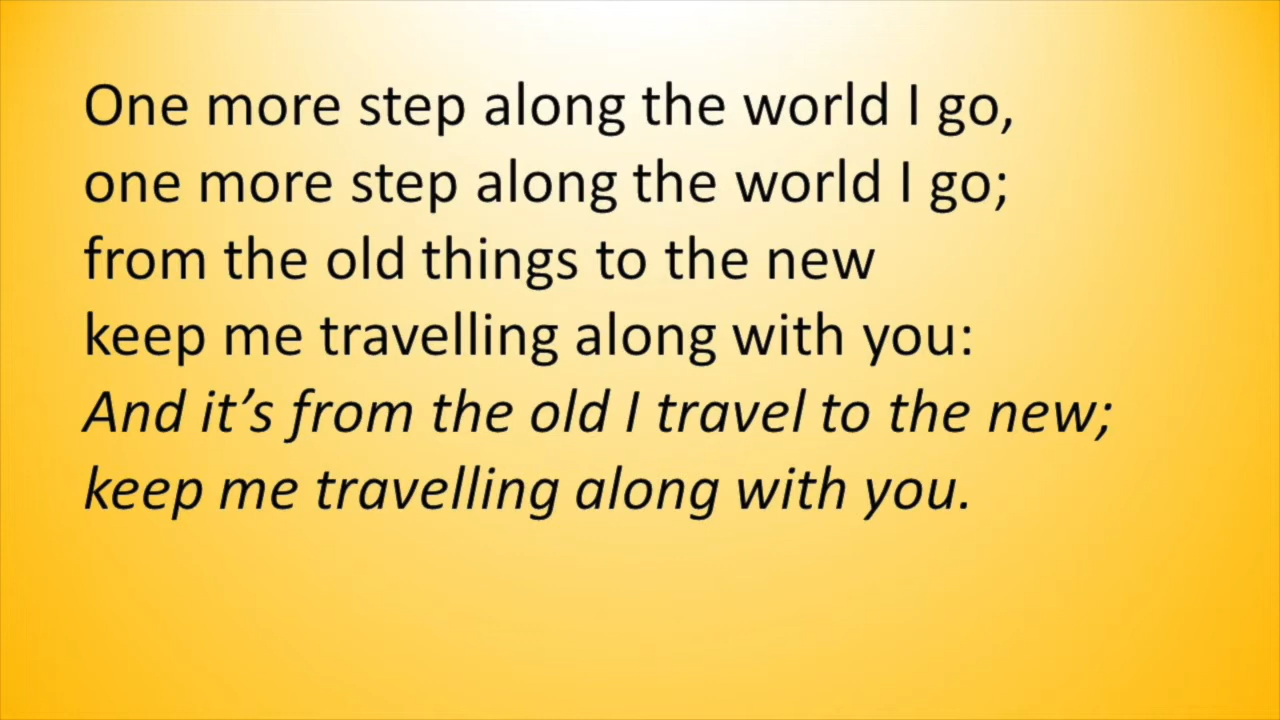 One more step along the world I go,
one more step along the world I go;
from the old things to the new
keep me travelling along with you:
And it’s from the old I travel to the new;
keep me travelling along with you.